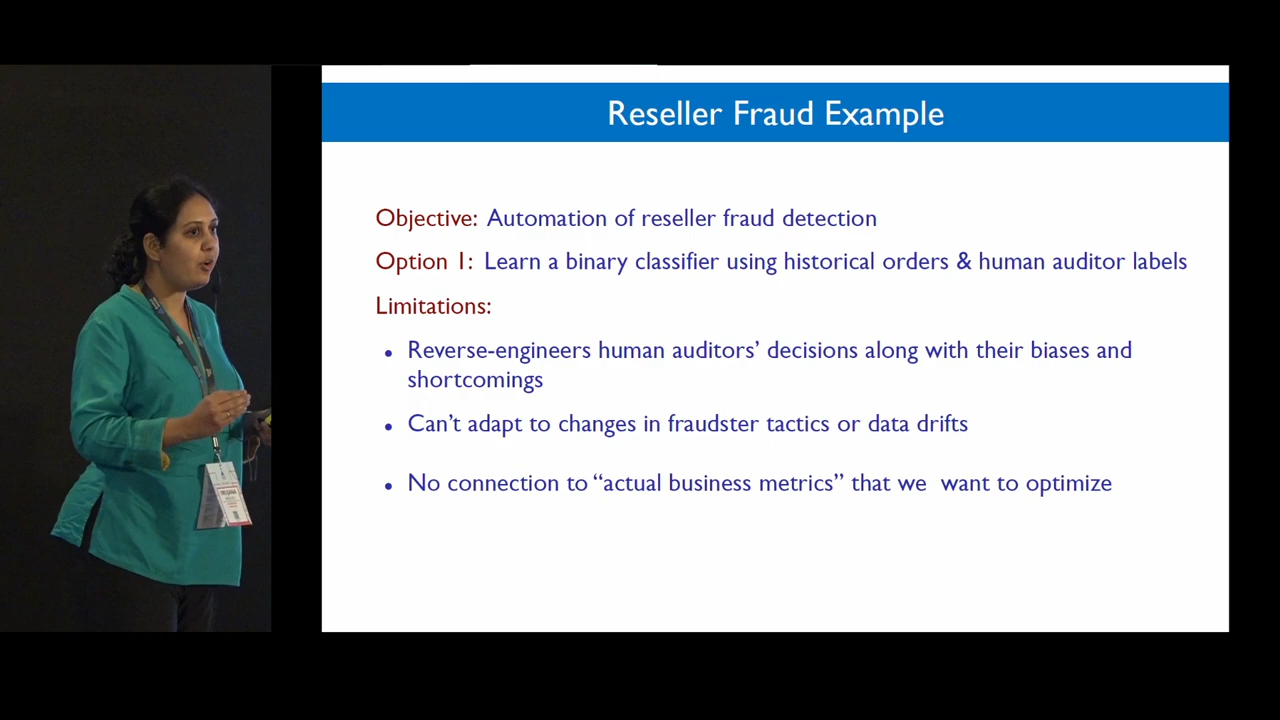 Reseller Fraud Example
Objective: Automation of reseller fraud detection
Option 1: Learn a binary classifier using historical orders & human auditor labels
Limitations:
• Reverse-engineers human auditors’ decisions along with their biases and
shortcomings
• Can’t adapt to changes in fraudster tactics or data drifts
• No connection to “actual business metrics” that we want to optimize